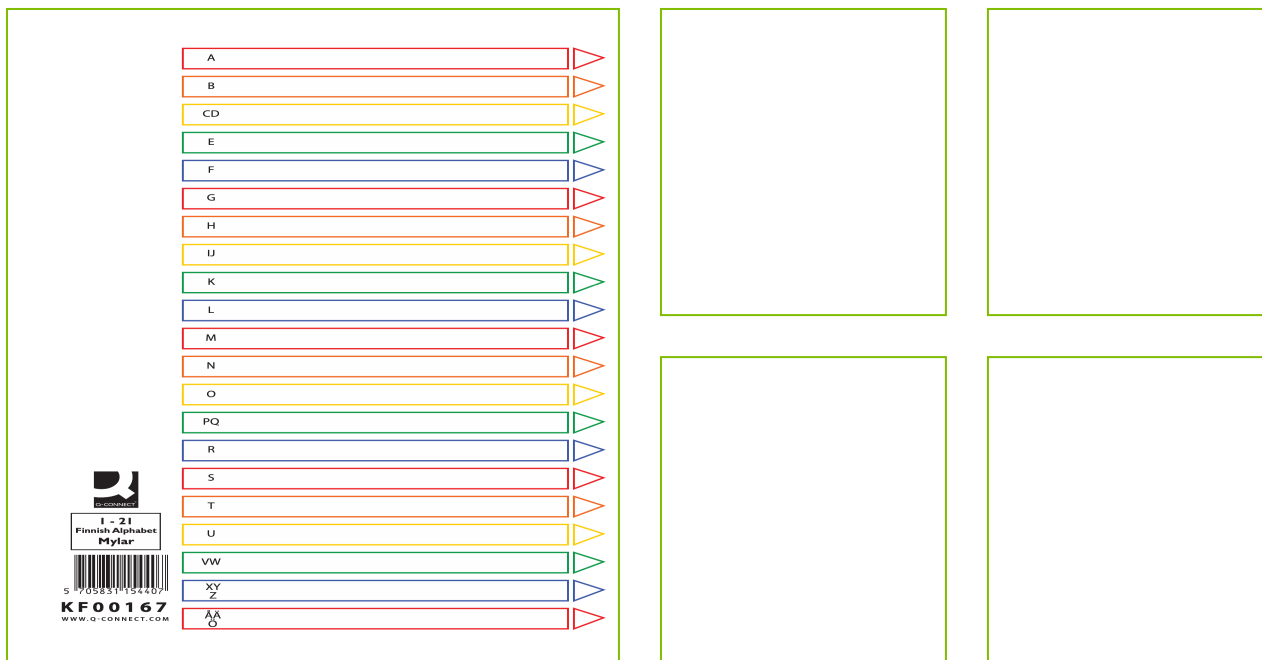 A
B
CD
E
F
G
H
IJ
K
L
M
N
O
PQ
R
S
T
U
VW
XY
Z
ÅÄ
Ö
Q-CONNECT
1 - 21
Finnish Alphabet
Mylar
5 705831 154407
KF00167
WWW.Q-CONNECT.COM